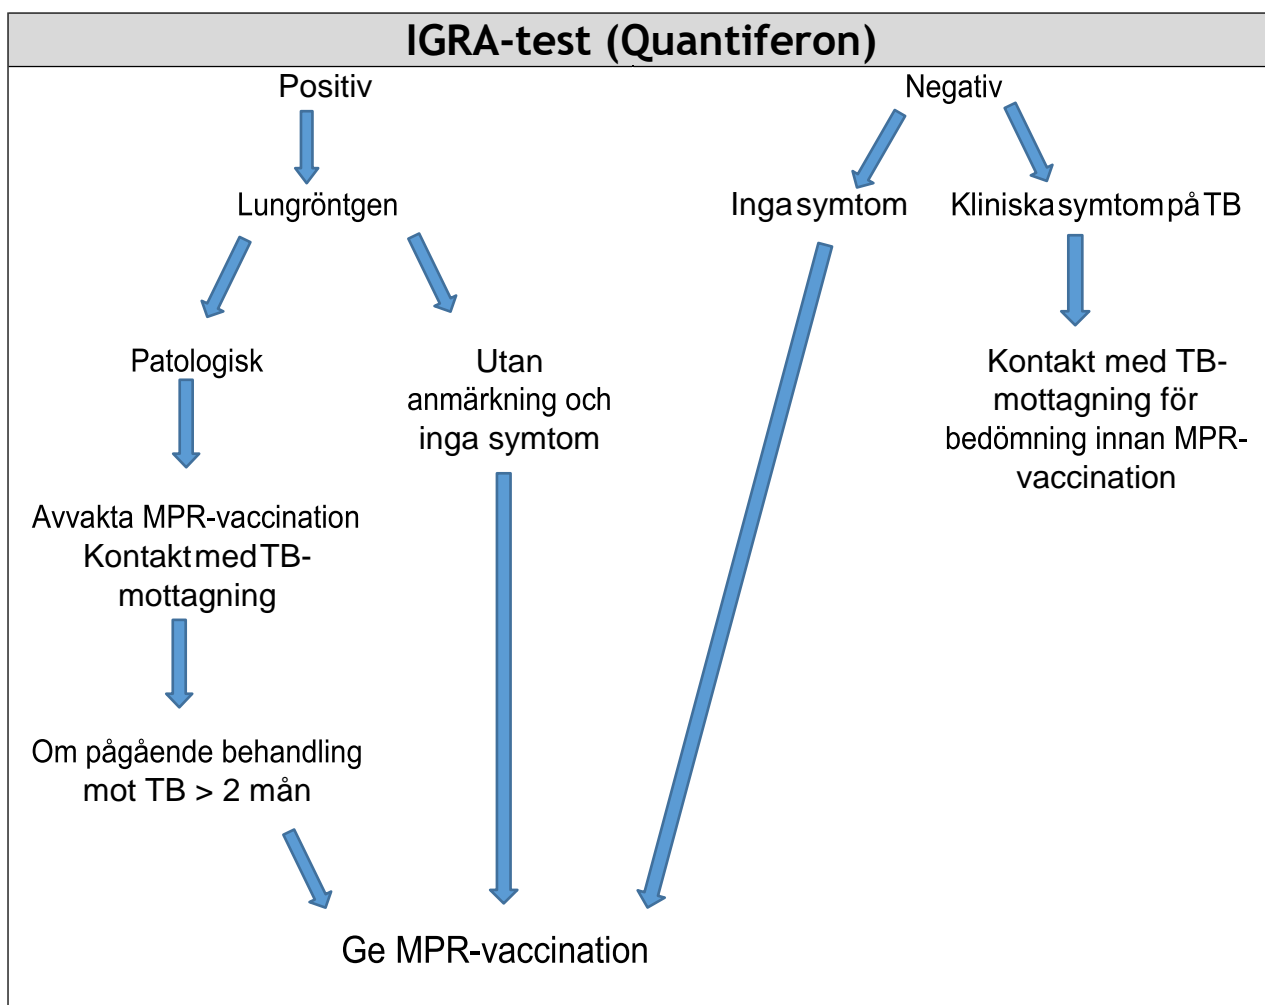 IGRA-test (Quantiferon)
Positiv
Negativ
Lungröntgen
Inga symtom
Kliniska symtom på TB
Patologisk
Utan
anmärkning och
inga symtom
Kontakt med TB-
mottagning för
bedömning innan MPR-
vaccination
Avvakta MPR-vaccination
Kontakt med TB-
mottagning
Om pågående behandling
mot TB > 2 mån
Ge MPR-vaccination